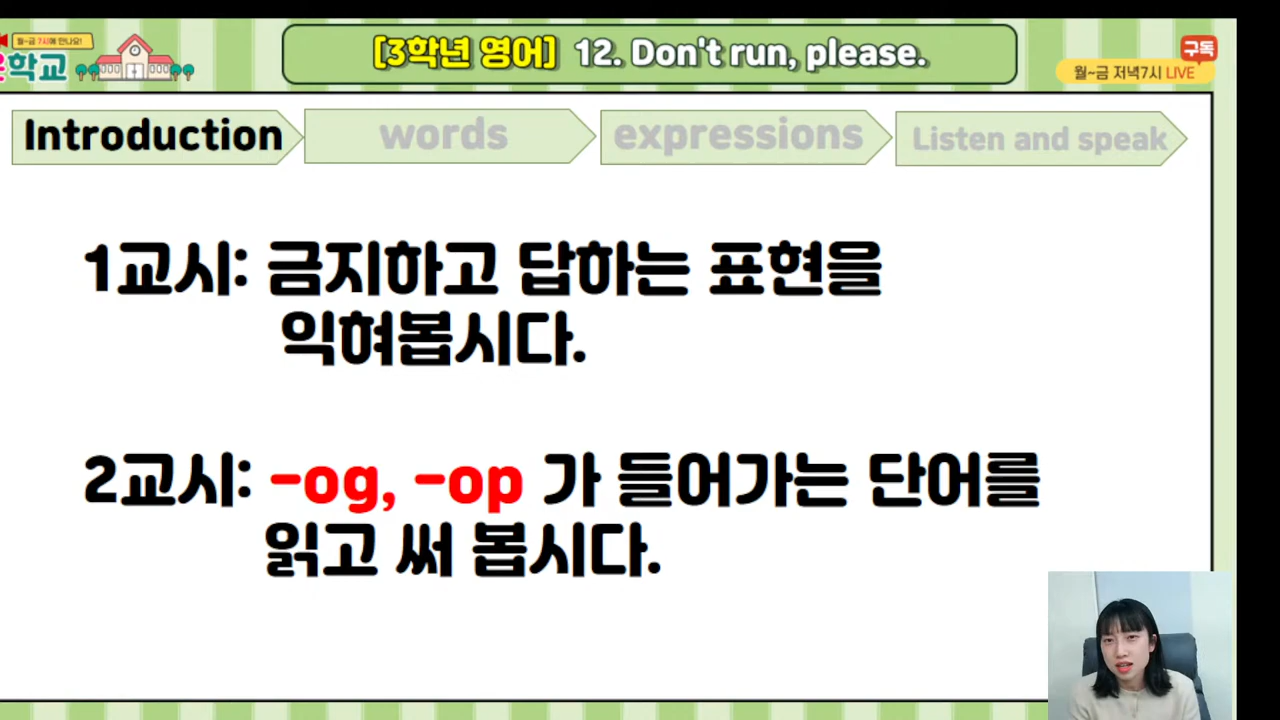 월~금 7시에 만나요!
학교
[3학년 영어] 12. Don't run, please.
구독
월~금 저녁7시 LIVE
Introduction
words
expressions
Listen and speak
1교시: 금지하고 답하는 표현을
익혀봅시다.
2교시: -og, -op 가 들어가는 단어를
읽고 써 봅시다.